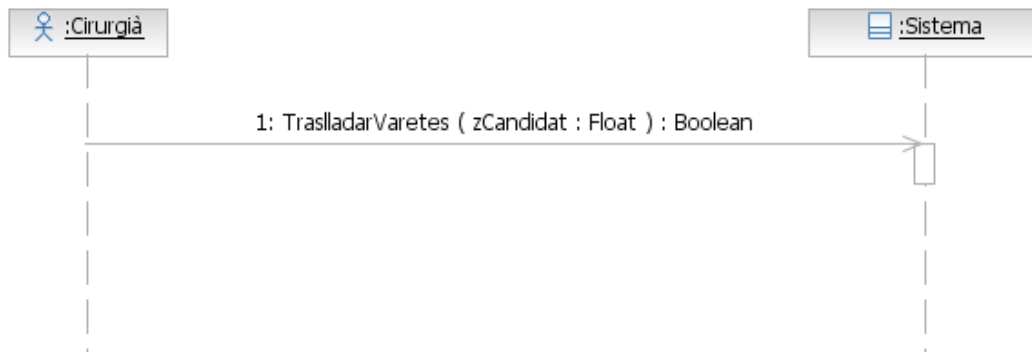 :Cirurgià
:Sistema
1: TraslladarVaretes ( zCandidat : Float ) : Boolean